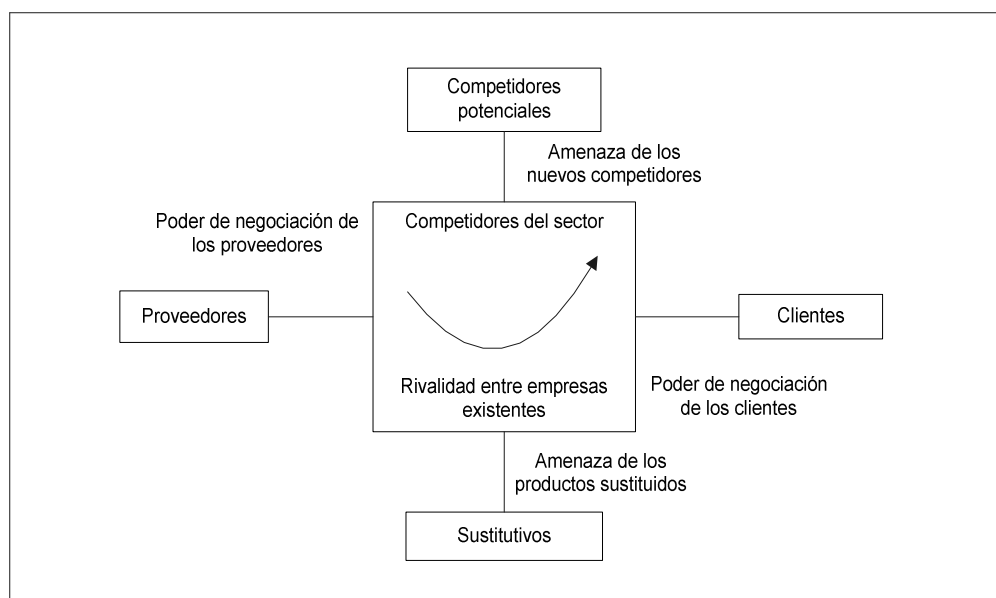 Competidores
potenciales
Amenaza de los
nuevos competidores
Poder de negociación de
los proveedores
Competidores del sector
Proveedores
Clientes
Rivalidad entre empresas
existentes
Poder de negociación
de los clientes
Amenaza de los
productos sustituidos
Sustitutivos